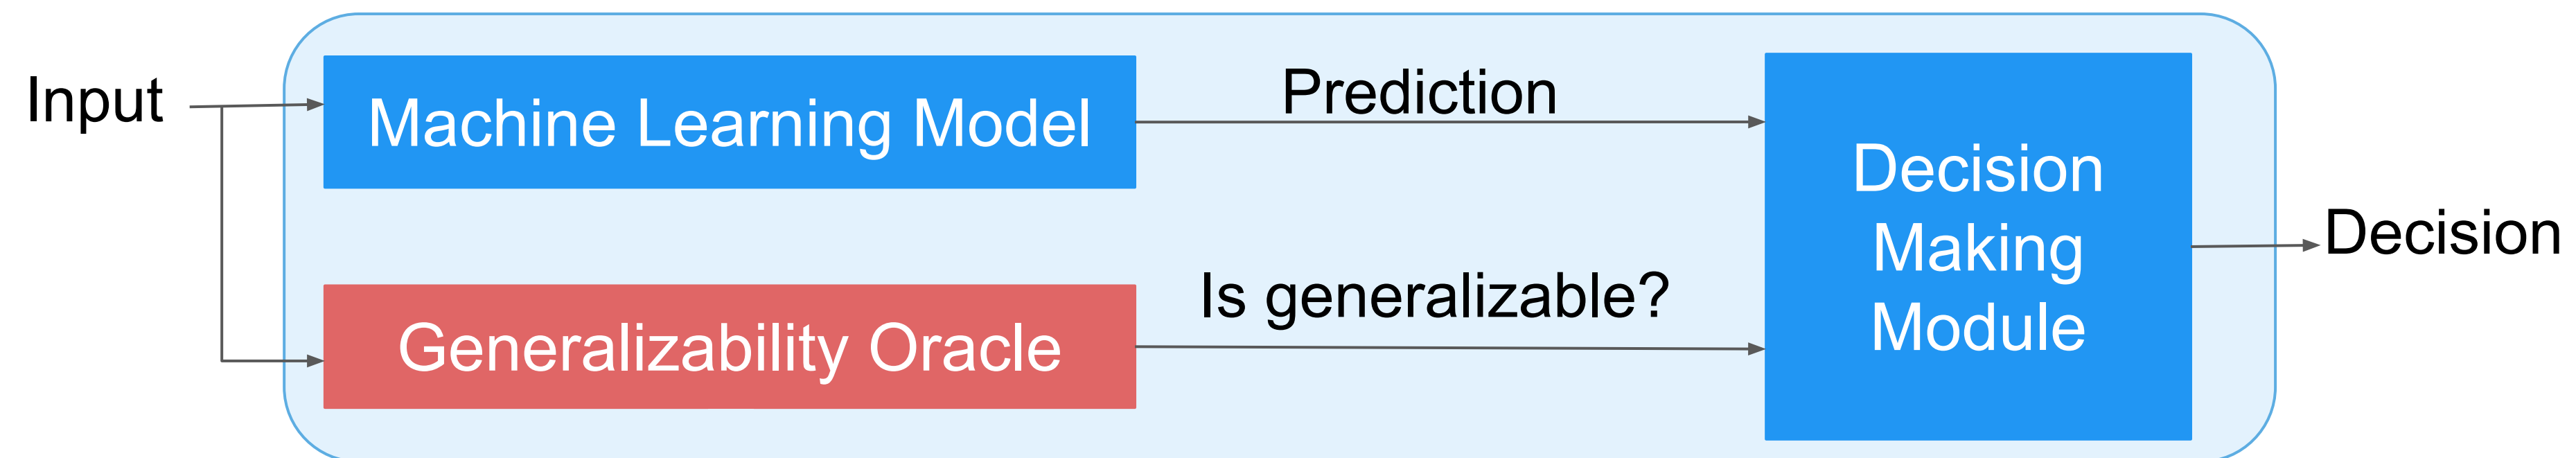 Input
Machine Learning Model
Prediction
Generalizability Oracle
Is generalizable?
Decision
Making
Module
Decision